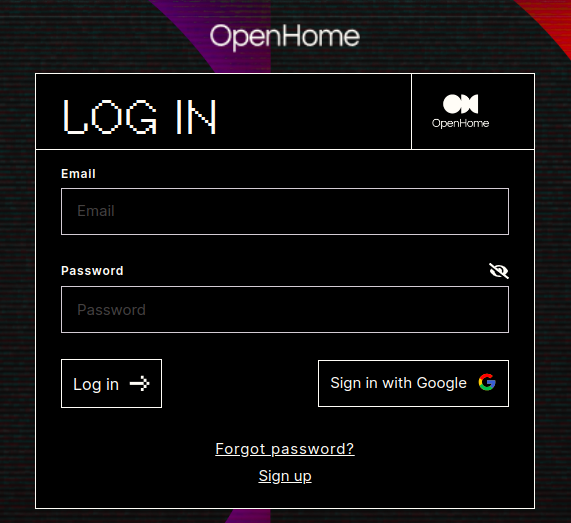 OpenHome
LOG IN
OpenHome
Email
Email
Password
Password
Log in
Sign in with Google
Forgot password?
Sign up